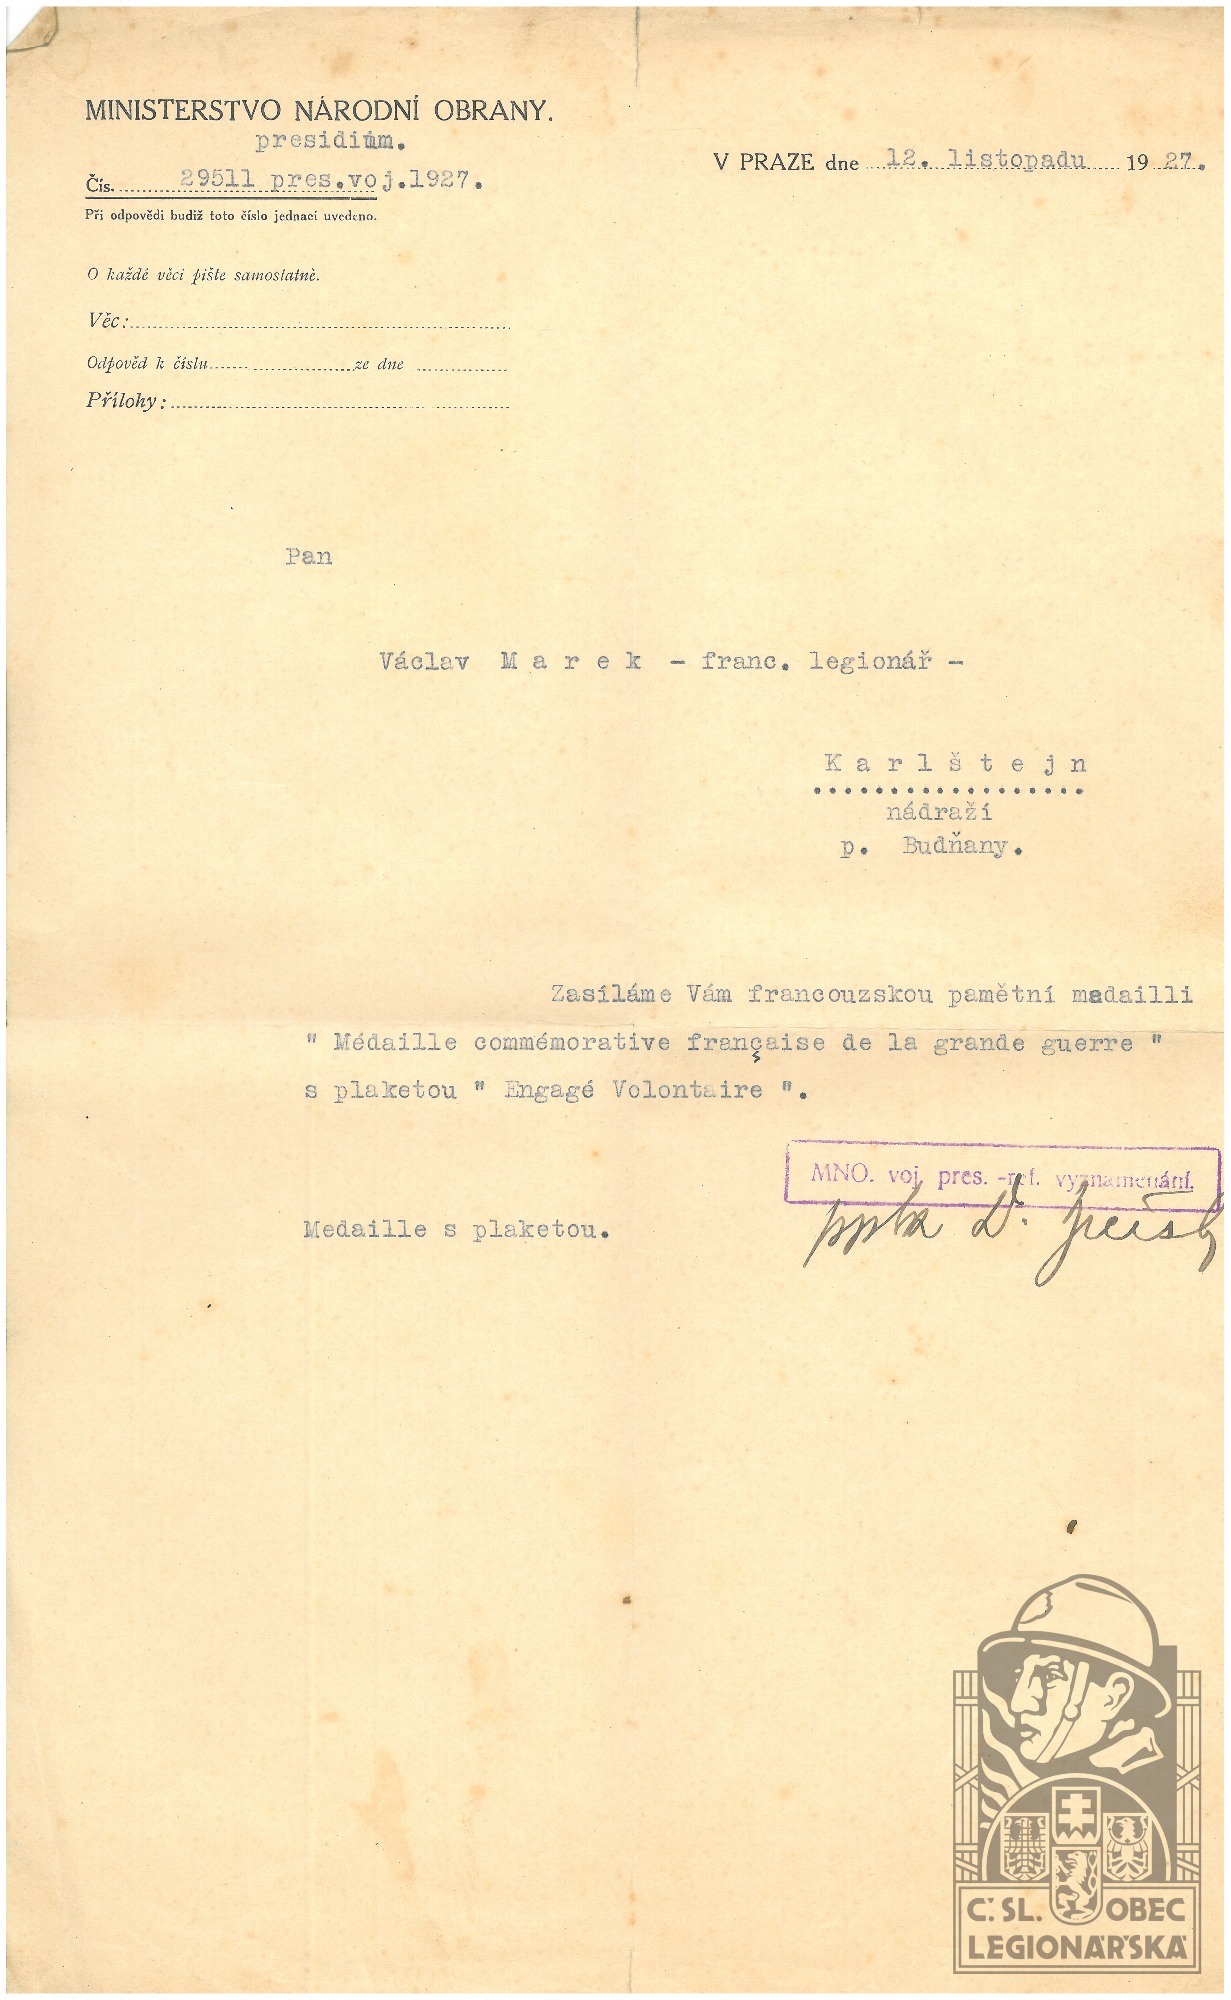 MINISTERSTVO NÁRODNÍ OBRANY.
presidium.
Čís. 29511 pres.voj.1927.
Při odpovědi budiž toto číslo jednací uvedeno.
V PRAZE dne 12. listopadu 1927.
O každé věci pište samostatně.
Věc:
Odpověď k číslu ze dne
Přílohy:
Pan
Václav Marek - franc. legionář -
Karlštejn
nádraží
p. Budňany.
Zasíláme Vám francouzskou pamětní medailli
" Médaille commémorative française de la grande guerre "
s plaketou " Engagé Volontaire ".
MNO. voj. pres. -ref. vyznamenání.
Medaille s plaketou.
pplk Dr.
Č. SL. OBEC
LEGIONÁŘSKÁ